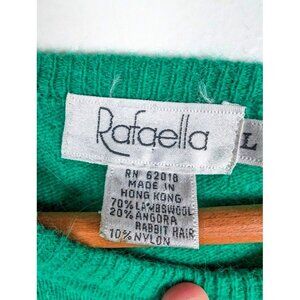 Rafaella
L
RN 62018
MADE IN
HONG KONG
70% LAMBSWOOL
20% ANGORA
RABBIT HAIR
10% NYLON